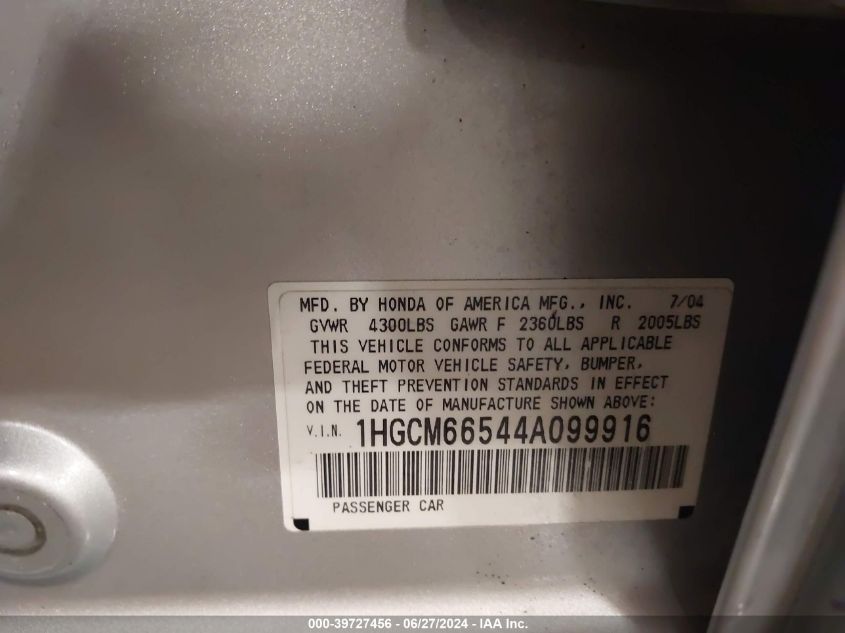 MFD. BY HONDA OF AMERICA MFG., INC. 7/04
GVWR 4300LBS GAWR F 2360LBS R 2005LBS
THIS VEHICLE CONFORMS TO ALL APPLICABLE
FEDERAL MOTOR VEHICLE SAFETY, BUMPER,
AND THEFT PREVENTION STANDARDS IN EFFECT
ON THE DATE OF MANUFACTURE SHOWN ABOVE:
V.I.N. 1HGCM66544A099916
PASSENGER CAR
000-39727456 - 06/27/2024 - IAA Inc.